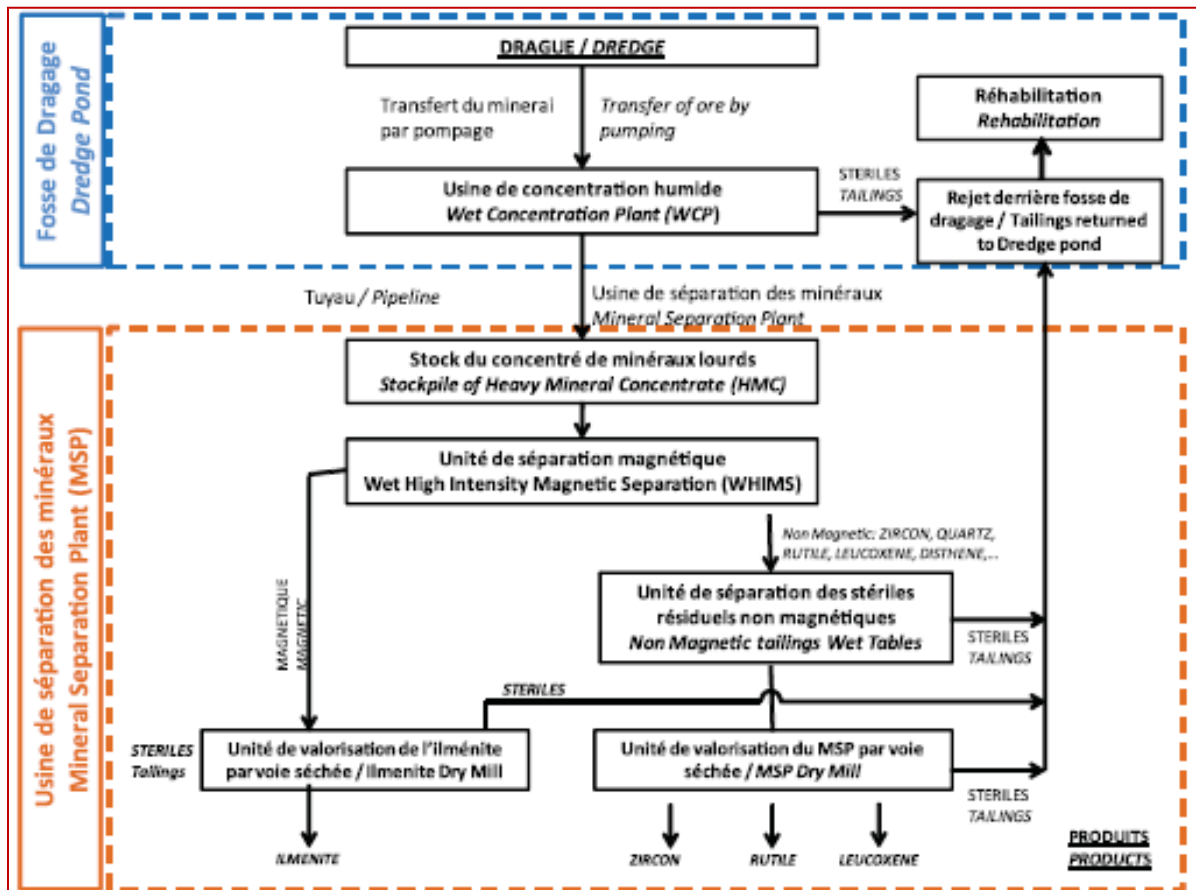 Fosse de Dragage
Dredge Pond
DRAGUE / DREDGE
Transfert du minerai
par pompage
Transfer of ore by
pumping
Réhabilitation
Rehabilitation
Usine de concentration humide
Wet Concentration Plant (WCP)
STERILES
TAILINGS
Rejet derrière fosse de
dragage / Tailings returned
to Dredge pond
Tuyau / Pipeline
Usine de séparation des minéraux
Mineral Separation Plant
Usine de séparation des minéraux
Mineral Separation Plant (MSP)
Stock du concentré de minéraux lourds
Stockpile of Heavy Mineral Concentrate (HMC)
Unité de séparation magnétique
Wet High Intensity Magnetic Separation (WHIMS)
MAGNETIQUE
MAGNETIC
Non Magnetic: ZIRCON, QUARTZ,
RUTILE, LEUCOXENE, DISTHENE,...
Unité de séparation des stériles
résiduels non magnétiques
Non Magnetic tailings Wet Tables
STERILES
TAILINGS
STERILES
STERILES
Tailings
Unité de valorisation de l'ilménite
par voie séchée / Ilmenite Dry Mill
Unité de valorisation du MSP par voie
séchée / MSP Dry Mill
STERILES
TAILINGS
ILMENITE
ZIRCON
RUTILE
LEUCOXENE
PRODUITS
PRODUCTS